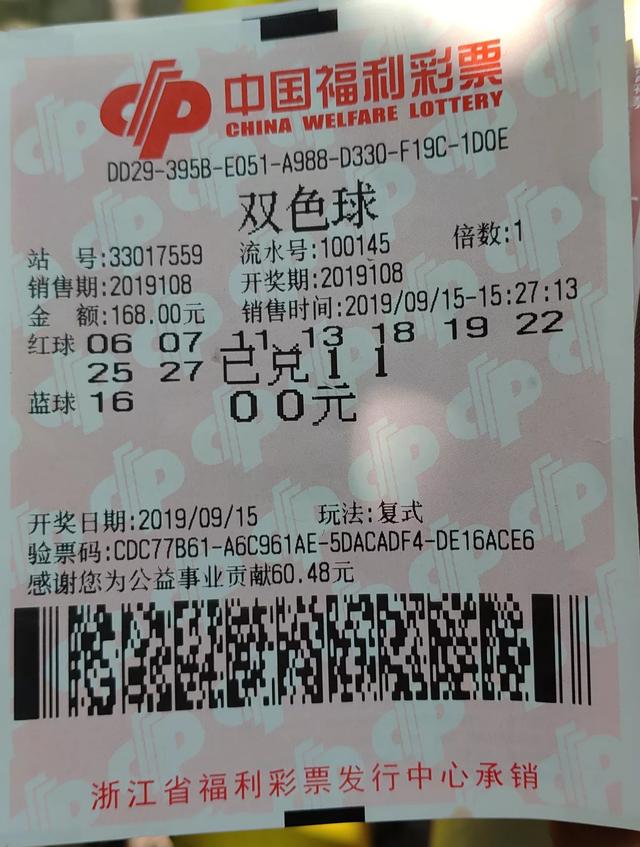 中国福利彩票
CHINA WELFARE LOTTERY
DD29-395B-E051-A988-D330-F19C-1D0E
双色球
站 号:33017559 流水号:100145 倍数:1
销售期:2019108 开奖期:2019108
金 额:168.00元 销售时间:2019/09/15-15:27:13
红球 06 07 11 13 18 19 22
25 27 已兑11
蓝球 16 00元
开奖日期:2019/09/15 玩法:复式
验票码:CDC77B61-A6C961AE-5DACADF4-DE16ACE6
感谢您为公益事业贡献60.48元
浙江省福利彩票发行中心承销